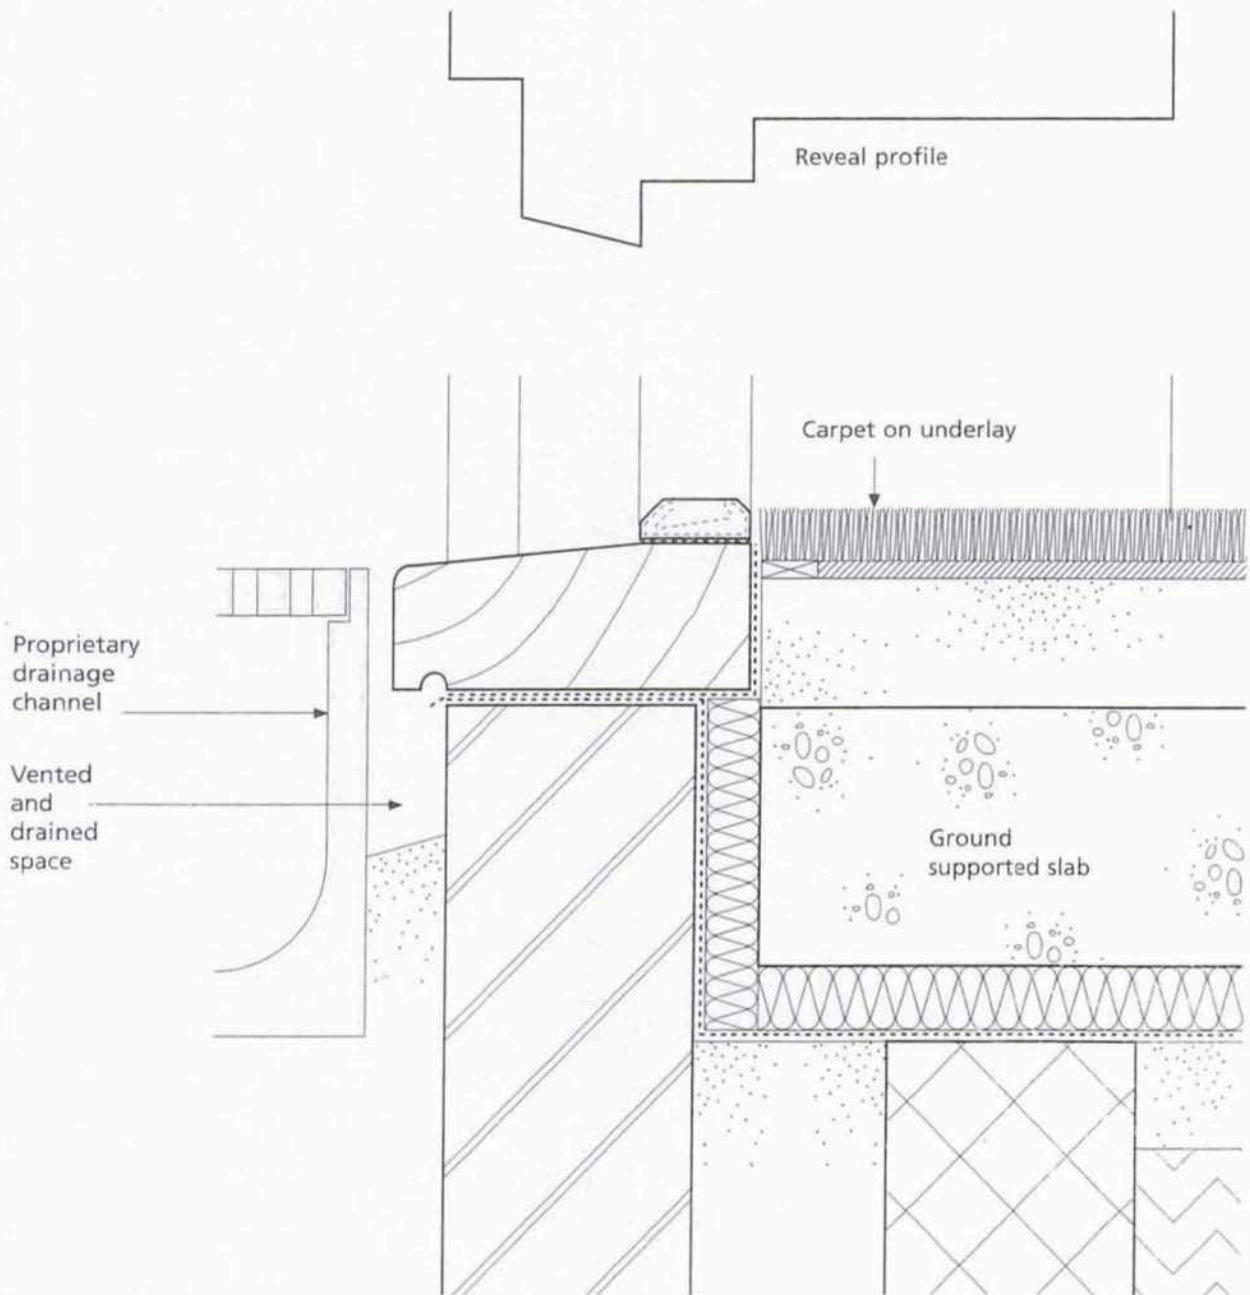 Reveal profile
Carpet on underlay
Proprietary
drainage
channel
Vented
and
drained
space
Ground
supported slab